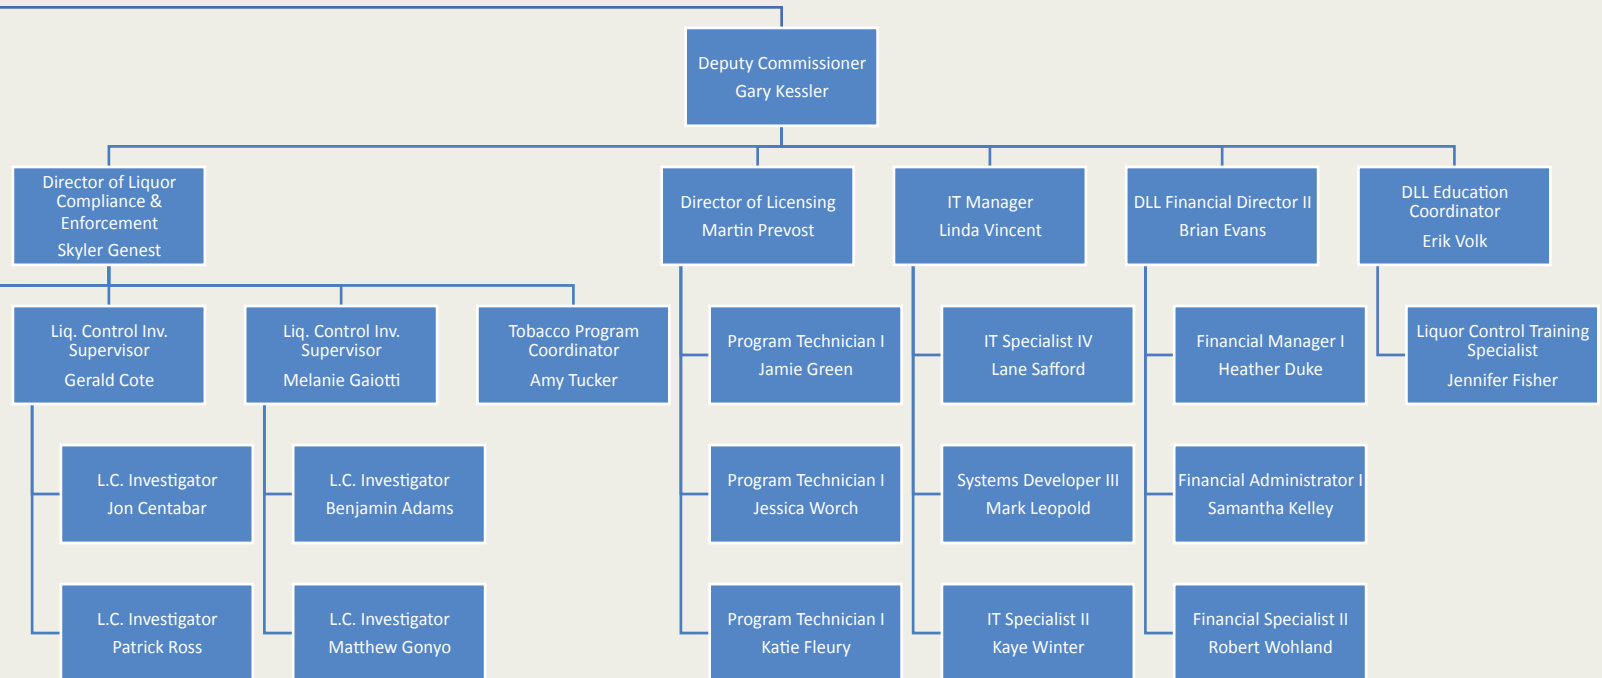 Deputy Commissioner
Gary Kessler
Director of Liquor
Compliance &
Enforcement
Skyler Genest
Director of Licensing
Martin Prevost
IT Manager
Linda Vincent
DLL Financial Director II
Brian Evans
DLL Education
Coordinator
Erik Volk
Liq. Control Inv.
Supervisor
Gerald Cote
Liq. Control Inv.
Supervisor
Melanie Gaiotti
Tobacco Program
Coordinator
Amy Tucker
Program Technician I
Jamie Green
IT Specialist IV
Lane Safford
Financial Manager I
Heather Duke
Liquor Control Training
Specialist
Jennifer Fisher
L.C. Investigator
Jon Centabar
L.C. Investigator
Benjamin Adams
Program Technician I
Jessica Worch
Systems Developer III
Mark Leopold
Financial Administrator I
Samantha Kelley
L.C. Investigator
Patrick Ross
L.C. Investigator
Matthew Gonyo
Program Technician I
Katie Fleury
IT Specialist II
Kaye Winter
Financial Specialist II
Robert Wohland